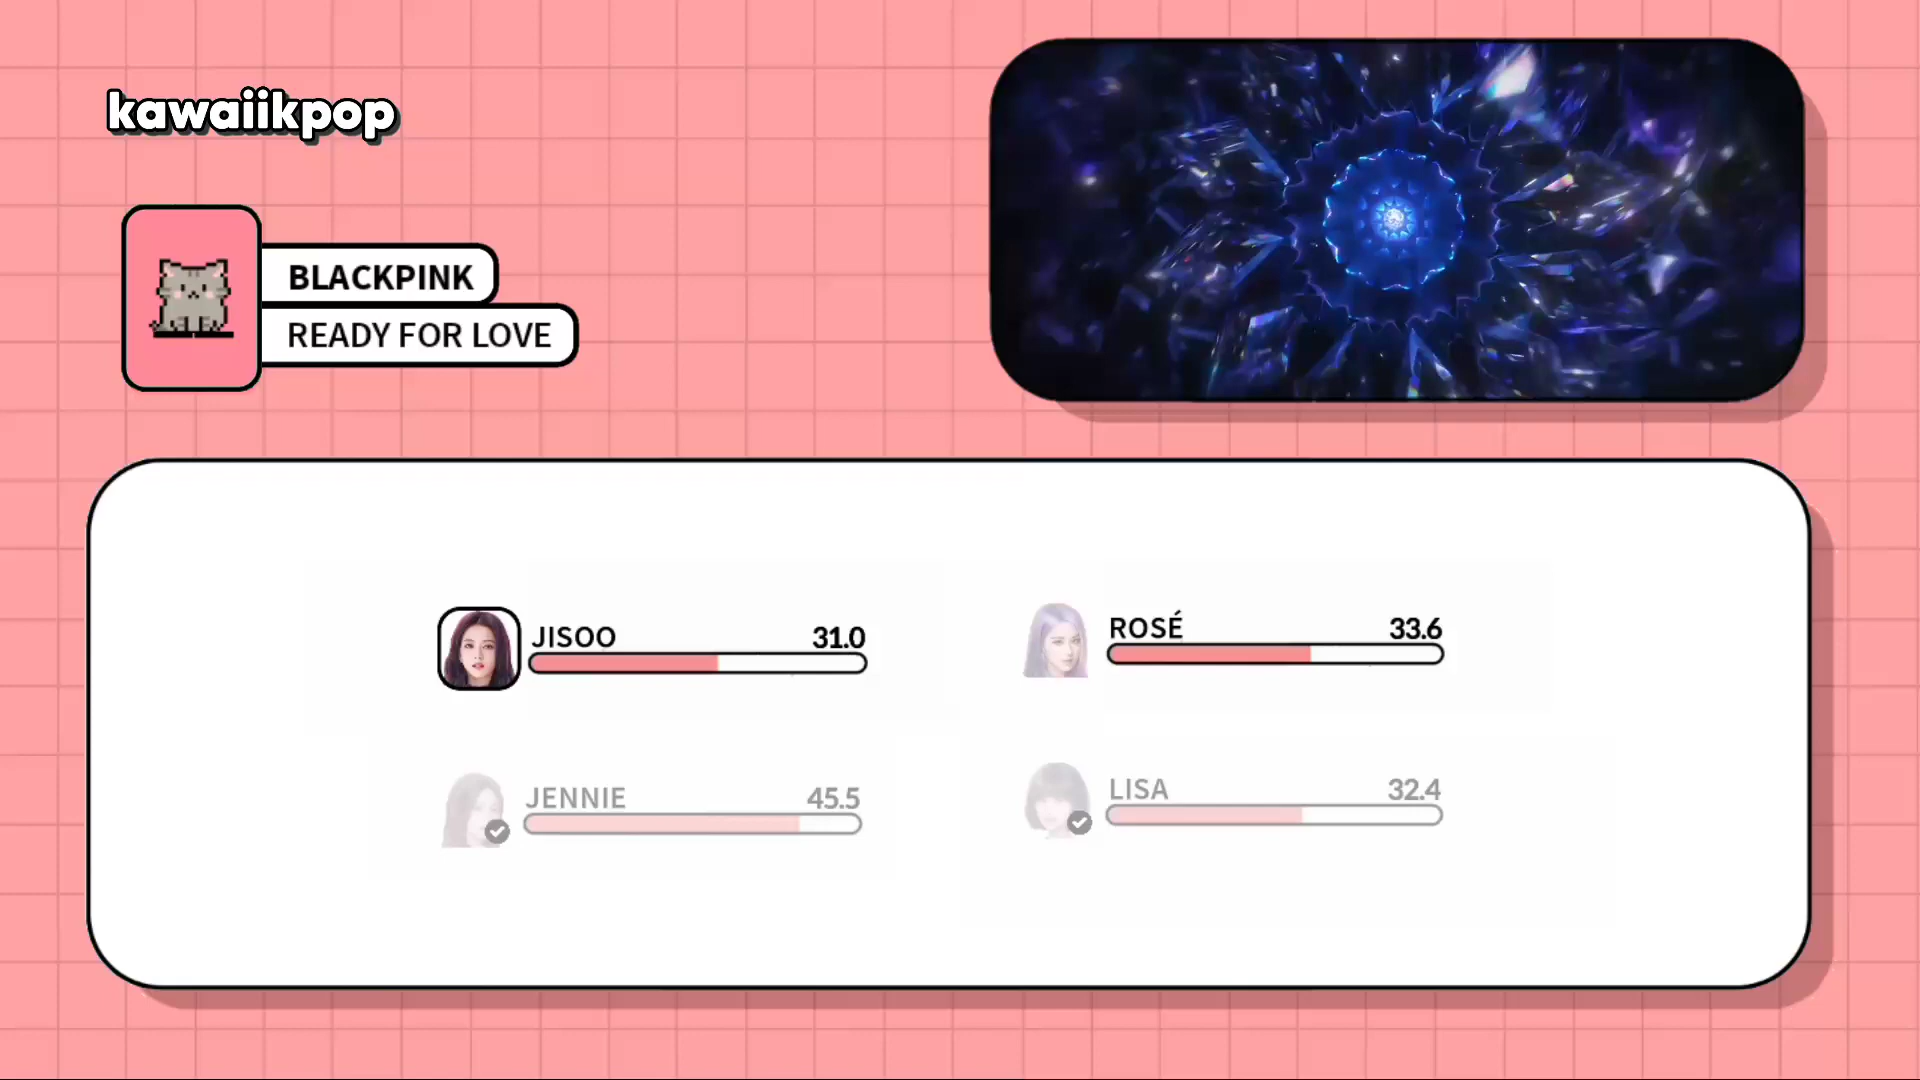 kawaiikpop
BLACKPINK
READY FOR LOVE
JISOO 31.0
ROSÉ 33.6
JENNIE 45.5
LISA 32.4